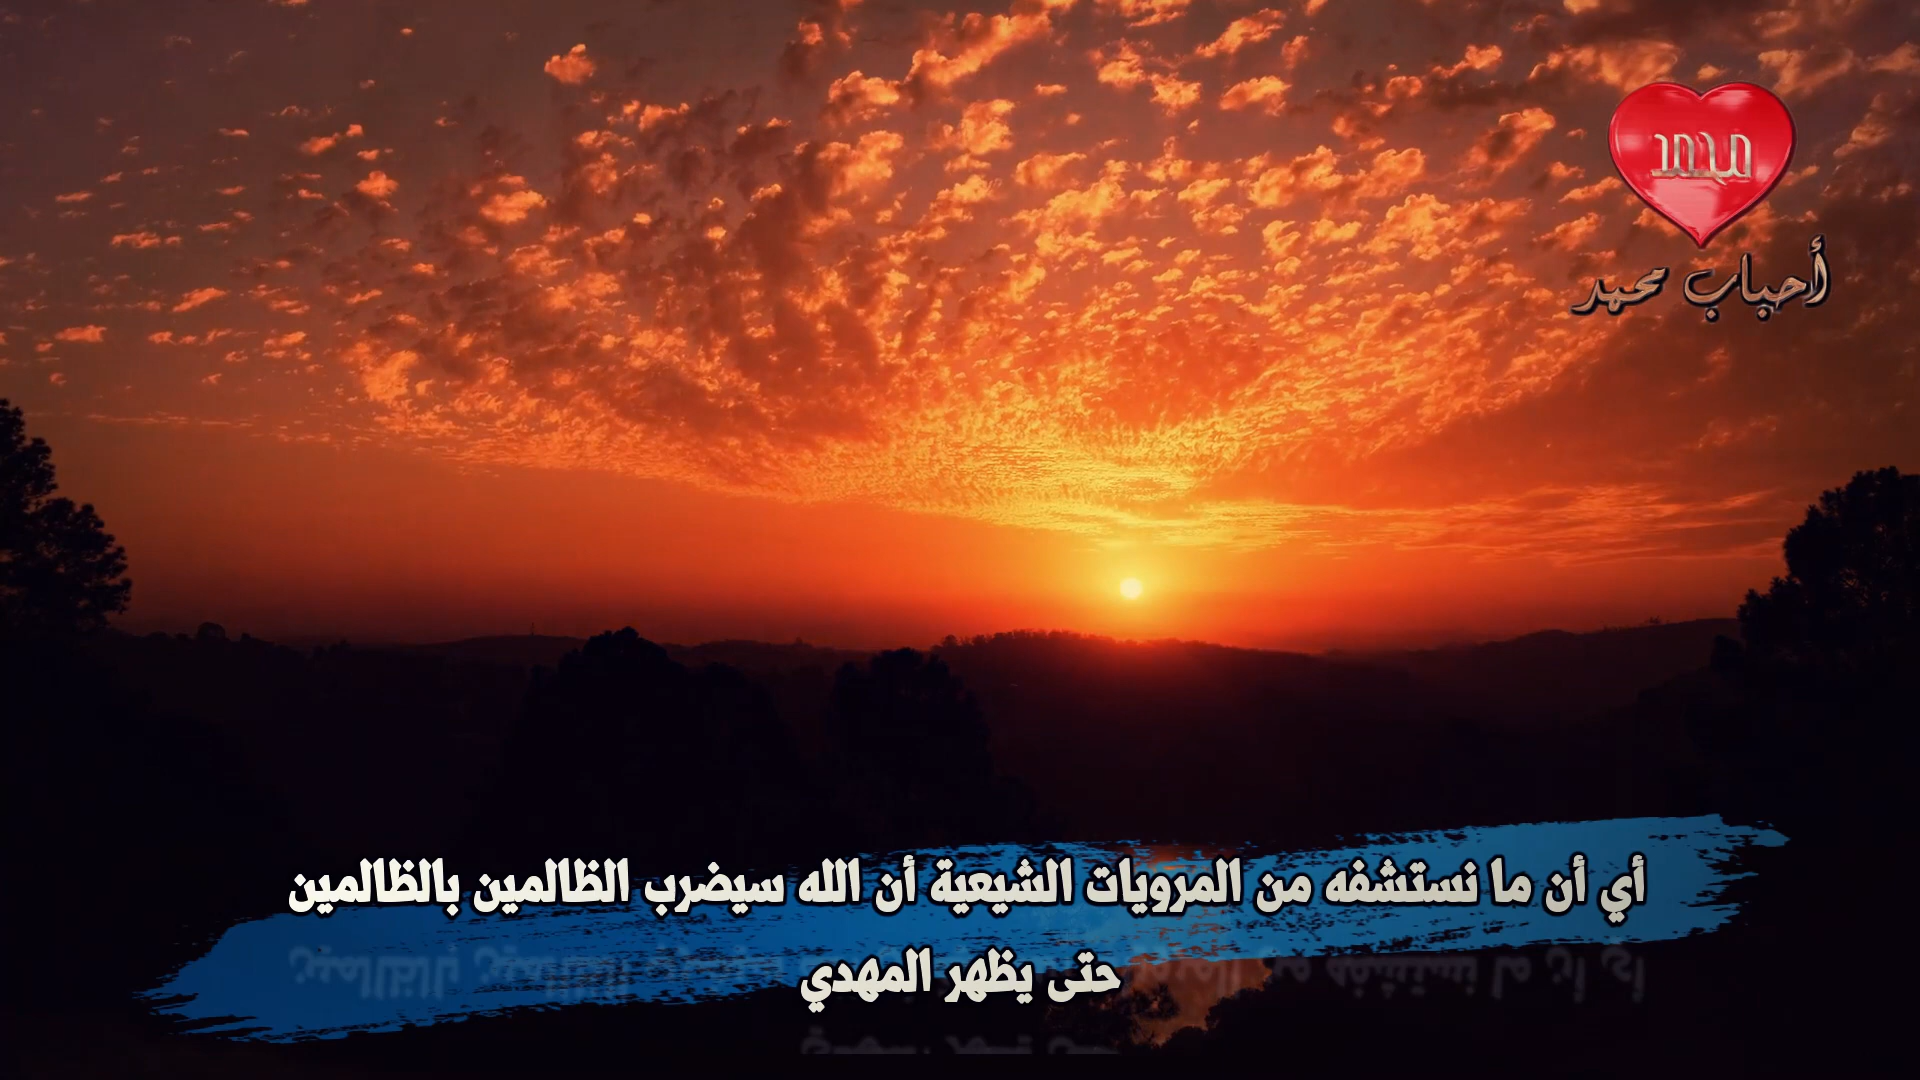 محمد
أحباب محمد
أي أن ما نستشفه من المرويات الشيعية أن الله سيضرب الظالمين بالظالمين
حتى يظهر المهدي